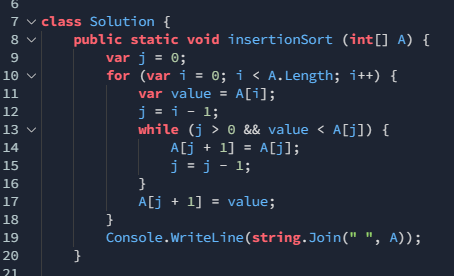 6
7 class Solution {
8 public static void insertionSort (int[] A) {
9 var j = 0;
10 for (var i = 0; i < A.Length; i++) {
11 var value = A[i];
12 j = i - 1;
13 while (j > 0 && value < A[j]) {
14 A[j + 1] = A[j];
15 j = j - 1;
16 }
17 A[j + 1] = value;
18 }
19 Console.WriteLine(string.Join(" ", A));
20 }
21